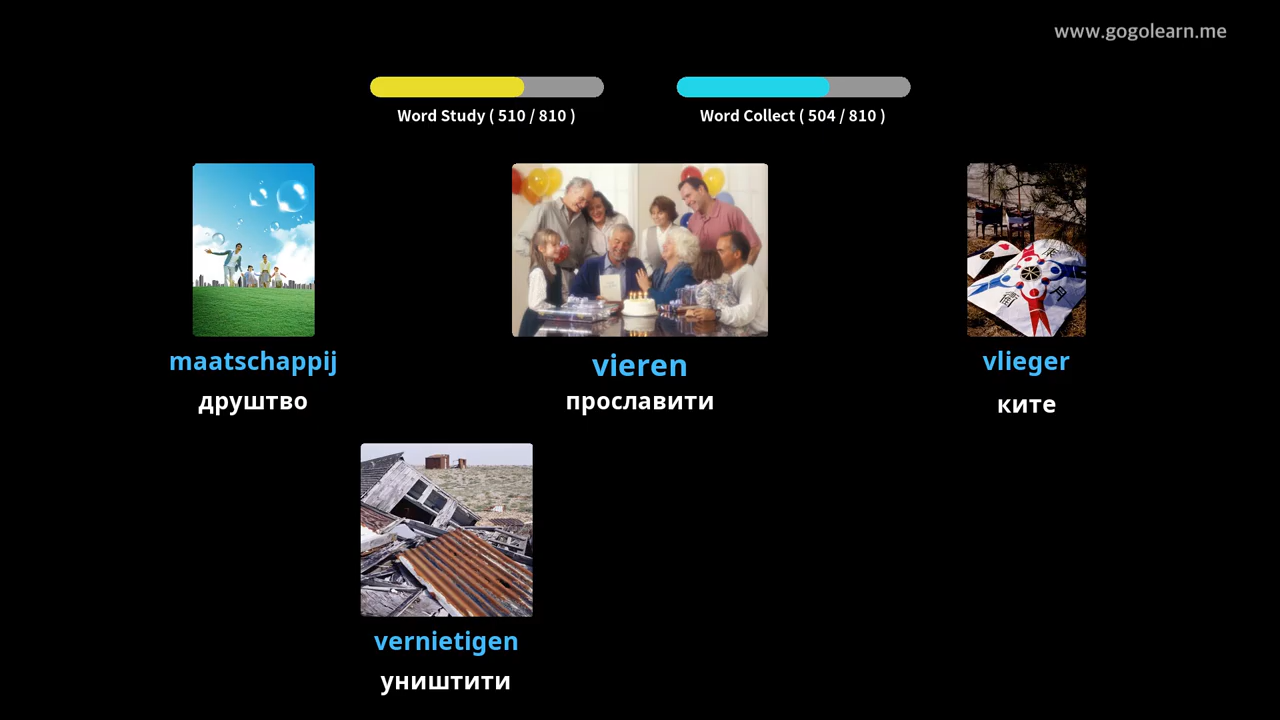 www.gogolearn.me
Word Study ( 510 / 810 )
Word Collect ( 504 / 810 )
maatschappij
друштво
vieren
прославити
vlieger
ките
vernietigen
уништити